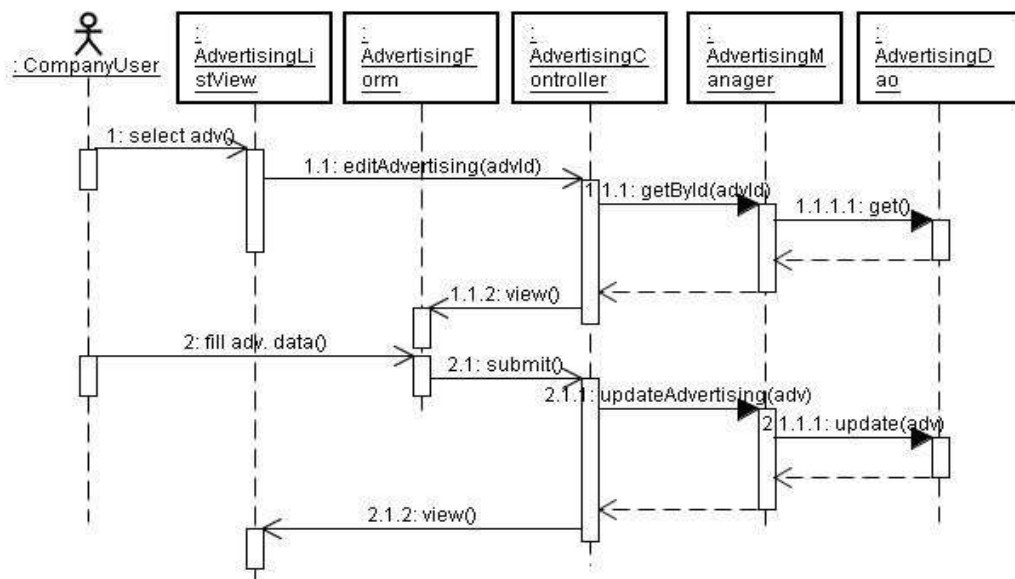 : CompanyUser
:
AdvertisingLi
stView
:
AdvertisingF
orm
:
AdvertisingC
ontroller
:
AdvertisingM
anager
:
AdvertisingD
ao
1: select adv()
1.1: editAdvertising(advId)
1.1.1: getById(advId)
1.1.1.1: get()
1.1.2: view()
2: fill adv. data()
2.1: submit()
2.1.1: updateAdvertising(adv)
2.1.1.1: update(adv)
2.1.2: view()